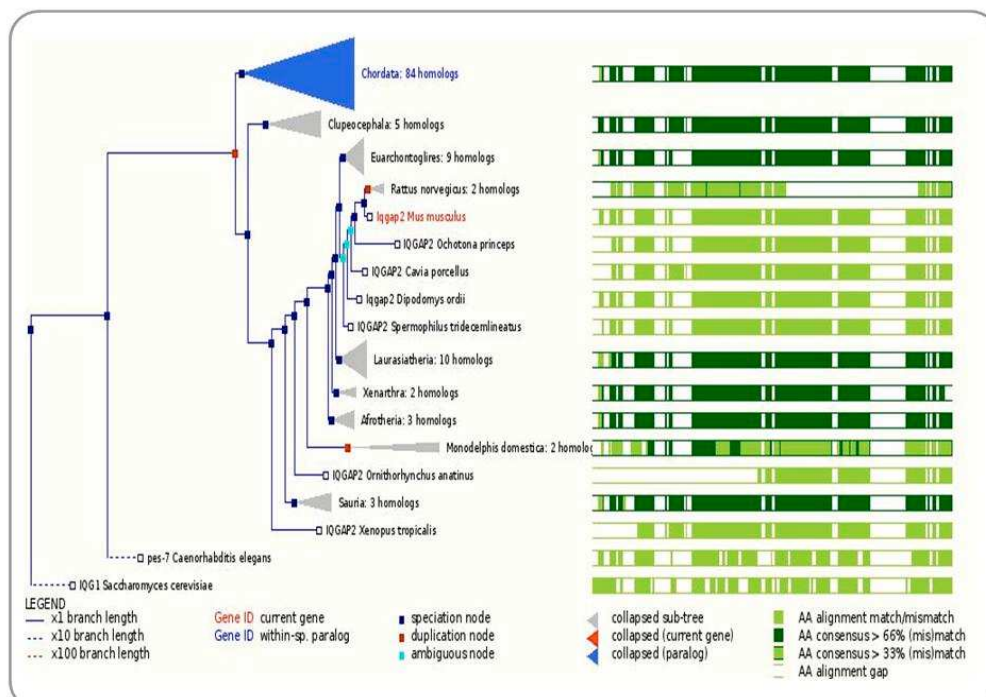 Chordata: 84 homologs
Clupeocephala: 5 homologs
Euarchontoglires: 9 homologs
Rattus norvegicus: 2 homologs
Iqgap2 Mus musculus
IQGAP2 Ochotona princeps
IQGAP2 Cavia porcellus
Iqgap2 Dipodomys ordii
IQGAP2 Spermophilus tridecemlineatus
Laurasiatheria: 10 homologs
Xenarthra: 2 homologs
Afrotheria: 3 homologs
Monodelphis domestica: 2 homolog
IQGAP2 Ornithorhynchus anatinus
Sauria: 3 homologs
IQGAP2 Xenopus tropicalis
pes-7 Caenorhabditis elegans
IQG1 Saccharomyces cerevisiae
LEGEND
x1 branch length
x10 branch length
x100 branch length
Gene ID current gene
Gene ID within-sp. paralog
speciation node
duplication node
ambiguous node
collapsed sub-tree
collapsed (current gene)
collapsed (paralog)
AA alignment match/mismatch
AA consensus > 66% (mis)match
AA consensus > 33% (mis)match
AA alignment gap